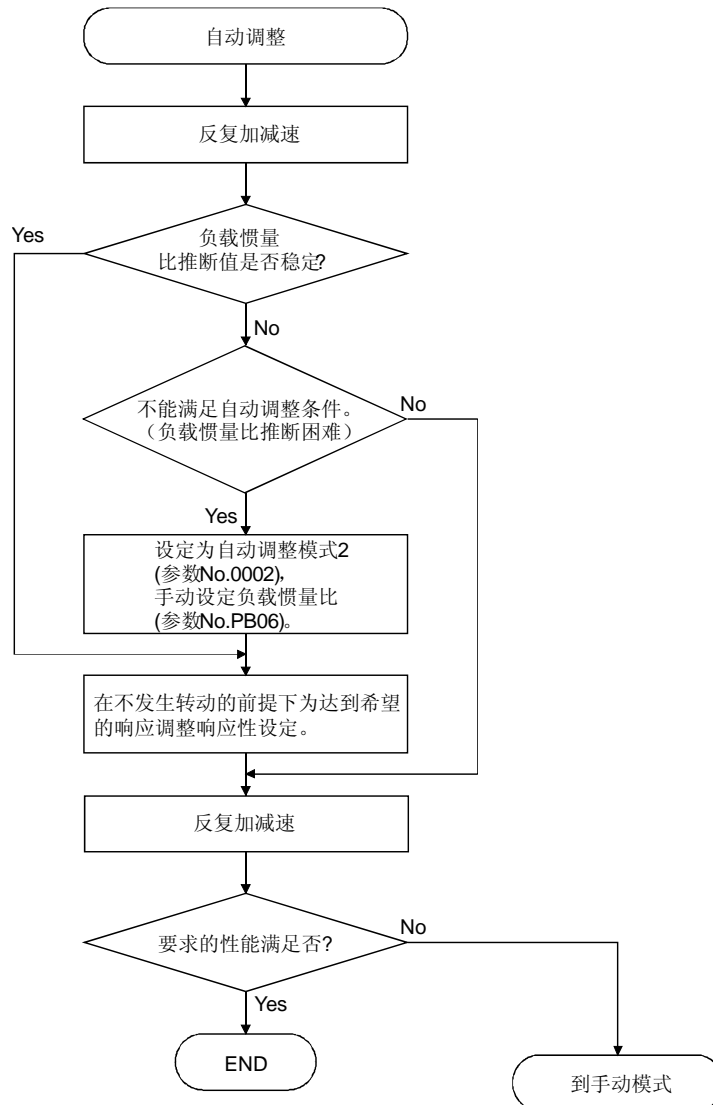 自动调整
反复加减速
Yes
负载惯量
比推断值是否稳定?
No
不能满足自动调整条件。
（负载惯量比推断困难）
No
Yes
设定为自动调整模式2
(参数No.0002),
手动设定负载惯量比
(参数No.PB06)。
在不发生转动的前提下为达到希望
的响应调整响应性设定。
反复加减速
要求的性能满足否?
No
Yes
END
到手动模式